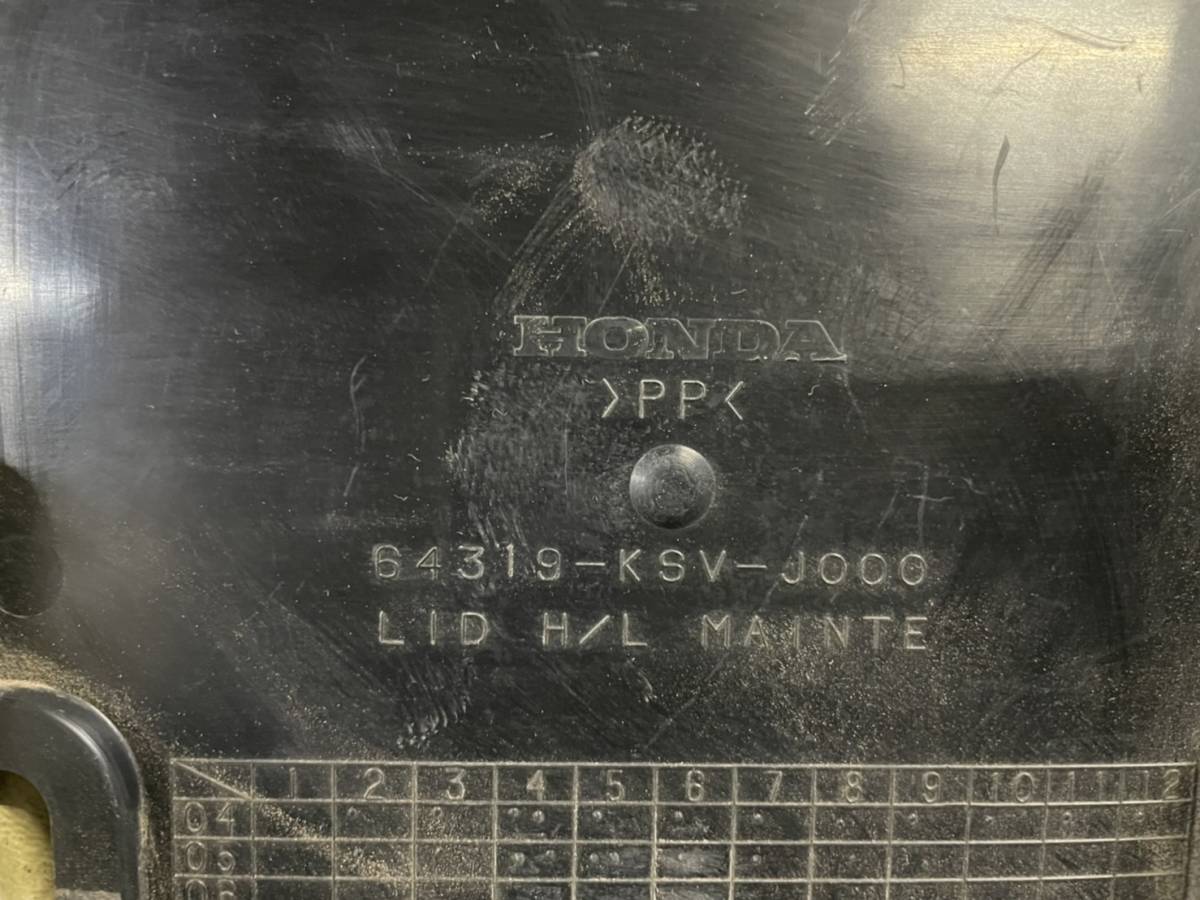 HONDA
>PP<
64319-KSV-J000
LID H/L MAINTE
1 2 3 4 5 6 7 8 9 10 11 12
04
05